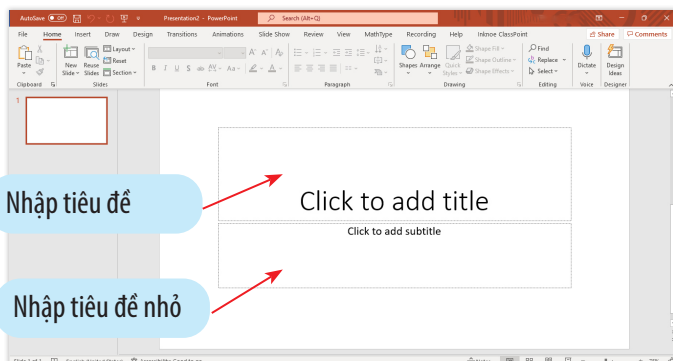 AutoSave Off Presentation2 - PowerPoint Search (Alt+Q)
File Home Insert Draw Design Transitions Animations Slide Show Review View MathType Recording Help Inknoe ClassPoint Share Comments
Paste New Slide Reuse Slides Layout Reset Section
B I U S ab AV Aa A A A A
Shapes Arrange Quick Styles Shape Fill Shape Outline Shape Effects
Find Replace Select Dictate Design Ideas
Clipboard Slides Font Paragraph Drawing Editing Voice Designer
1
Nhập tiêu đề
Click to add title
Click to add subtitle
Nhập tiêu đề nhỏ